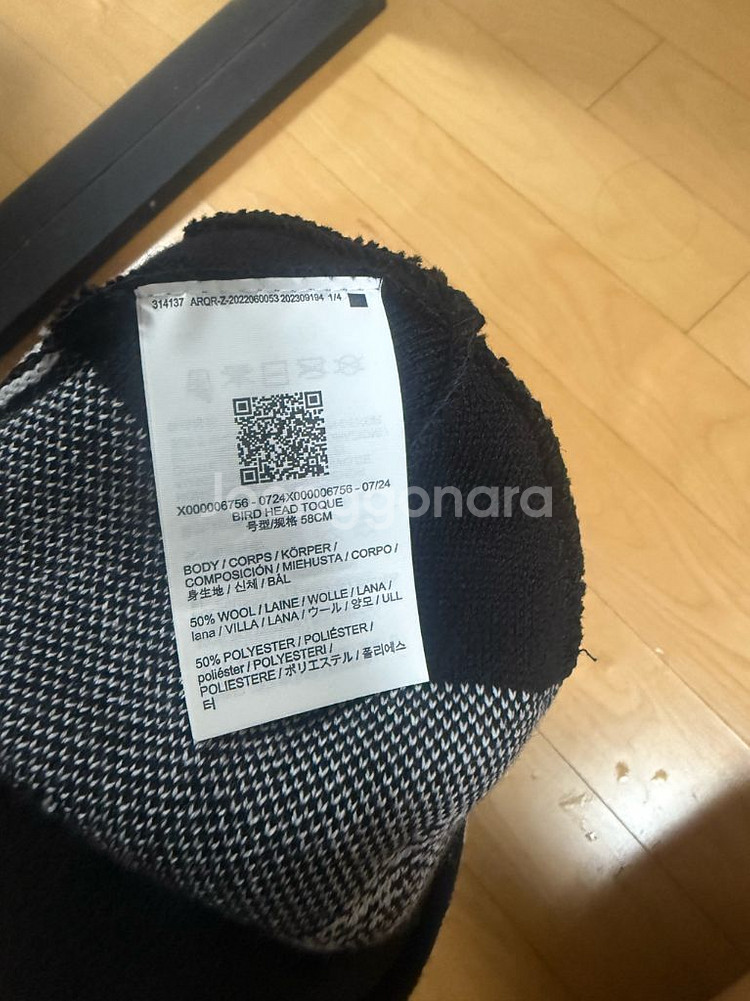 314137 ARQR-Z-2022060053 202309194 1/4
X000006756 - 0724X000006756 - 07/24
BIRD HEAD TOQUE
号型/规格 58CM
BODY / CORPS / KÖRPER /
COMPOSICIÓN / MIEHUSTA / CORPO /
身生地 / 신체 / BÁL
50% WOOL / LAINE / WOLLE / LANA /
lana / VILLA / LANA / ウール / 양모 / ULL
50% POLYESTER / POLIÉSTER /
poliéster / POLYESTERI /
POLIESTERE / ポリエステル / 폴리에스
터